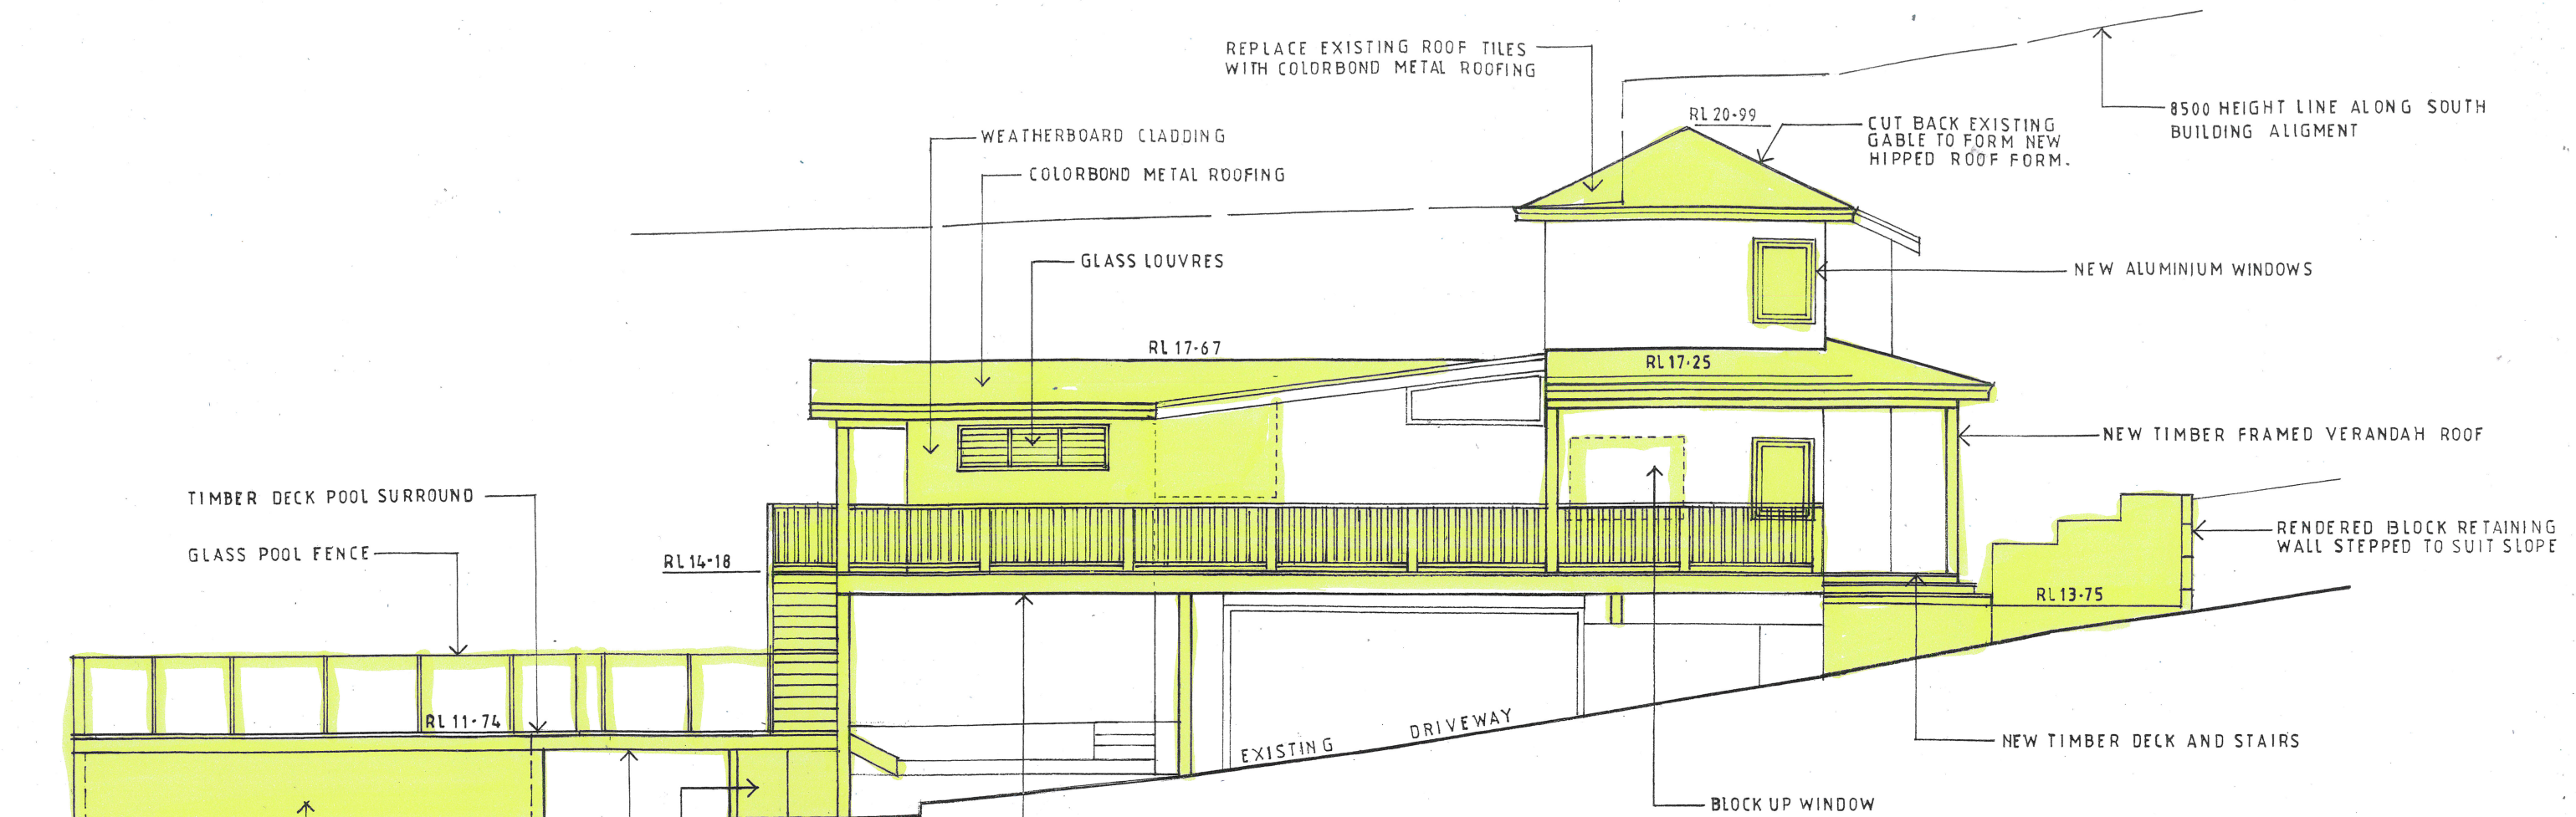 REPLACE EXISTING ROOF TILES
WITH COLORBOND METAL ROOFING
RL 20·99
CUT BACK EXISTING
GABLE TO FORM NEW
HIPPED ROOF FORM.
8500 HEIGHT LINE ALONG SOUTH
BUILDING ALIGMENT
WEATHERBOARD CLADDING
COLORBOND METAL ROOFING
GLASS LOUVRES
NEW ALUMINIUM WINDOWS
RL 17·67
RL 17·25
NEW TIMBER FRAMED VERANDAH ROOF
TIMBER DECK POOL SURROUND
GLASS POOL FENCE
RL 14·18
RENDERED BLOCK RETAINING
WALL STEPPED TO SUIT SLOPE
RL 13·75
RL 11·74
EXISTING DRIVEWAY
NEW TIMBER DECK AND STAIRS
BLOCK UP WINDOW